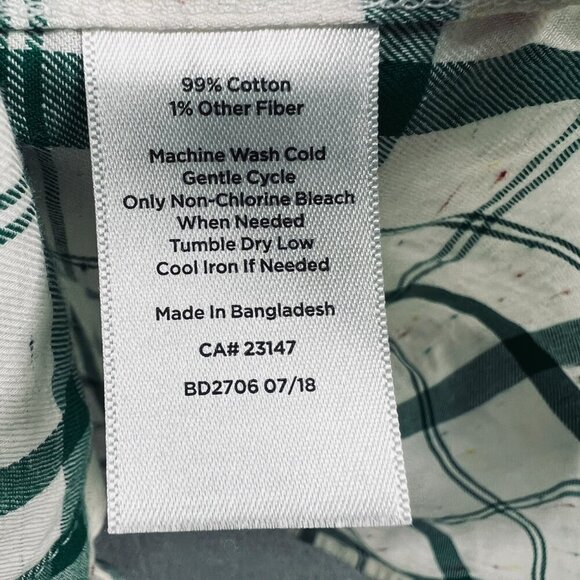 99% Cotton
1% Other Fiber
Machine Wash Cold
Gentle Cycle
Only Non-Chlorine Bleach
When Needed
Tumble Dry Low
Cool Iron If Needed
Made In Bangladesh
CA# 23147
BD2706 07/18